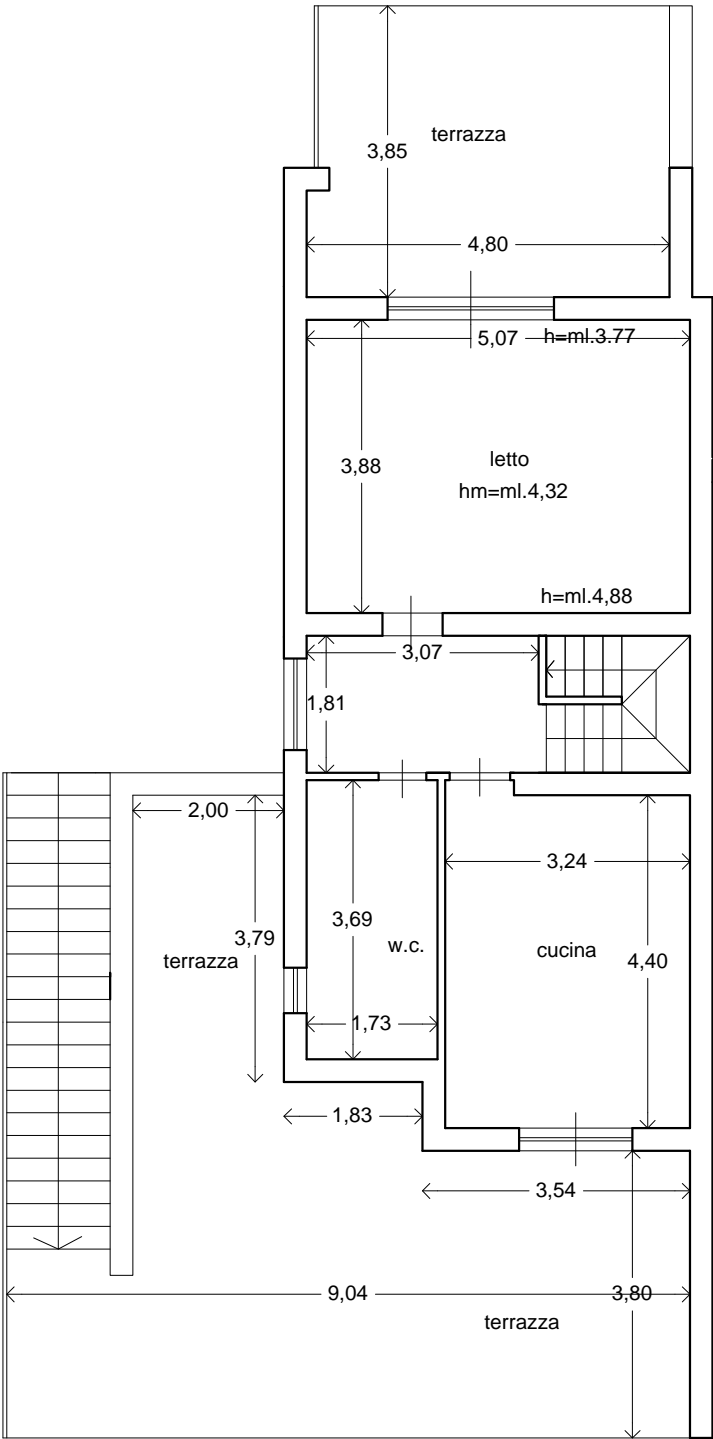 terrazza
3,85
4,80
5,07
h=ml.3.77
letto
3,88
hm=ml.4,32
h=ml.4,88
3,07
1,81
2,00
3,24
3,69
3,79
w.c.
cucina
terrazza
4,40
1,73
1,83
3,54
9,04
3,80
terrazza